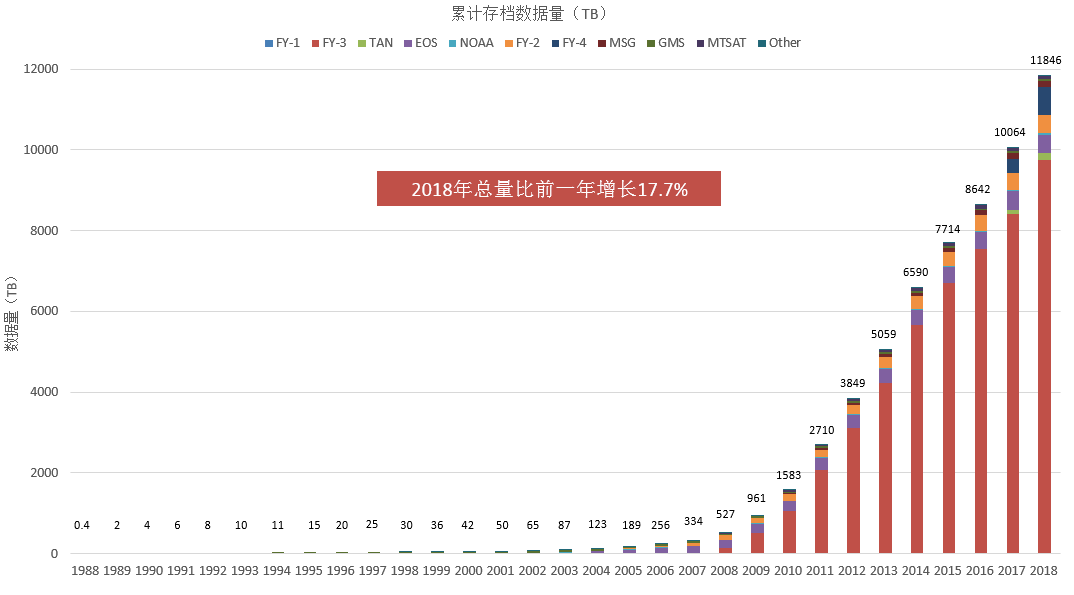 累计存档数据量（TB）
FY-1 FY-3 TAN EOS NOAA FY-2 FY-4 MSG GMS MTSAT Other
12000
10000
8000
6000
4000
2000
0
数据量（TB）
2018年总量比前一年增长17.7%
0.4 2 4 6 8 10 11 15 20 25 30 36 42 50 65 87 123 189 256 334 527 961 1583 2710 3849 5059 6590 7714 8642 10064 11846
1988 1989 1990 1991 1992 1993 1994 1995 1996 1997 1998 1999 2000 2001 2002 2003 2004 2005 2006 2007 2008 2009 2010 2011 2012 2013 2014 2015 2016 2017 2018